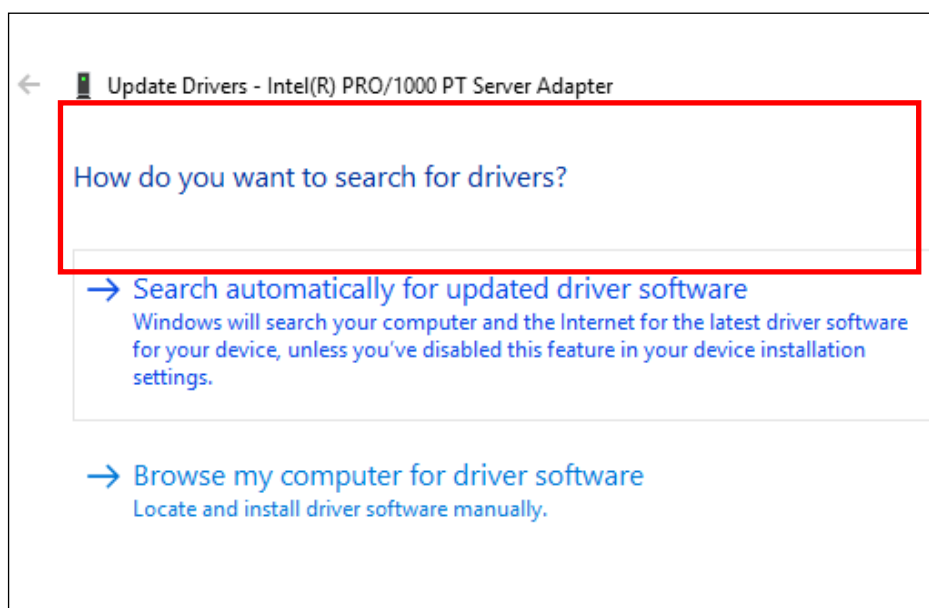 Update Drivers - Intel(R) PRO/1000 PT Server Adapter
How do you want to search for drivers?
Search automatically for updated driver software
Windows will search your computer and the Internet for the latest driver software
for your device, unless you've disabled this feature in your device installation
settings.
Browse my computer for driver software
Locate and install driver software manually.